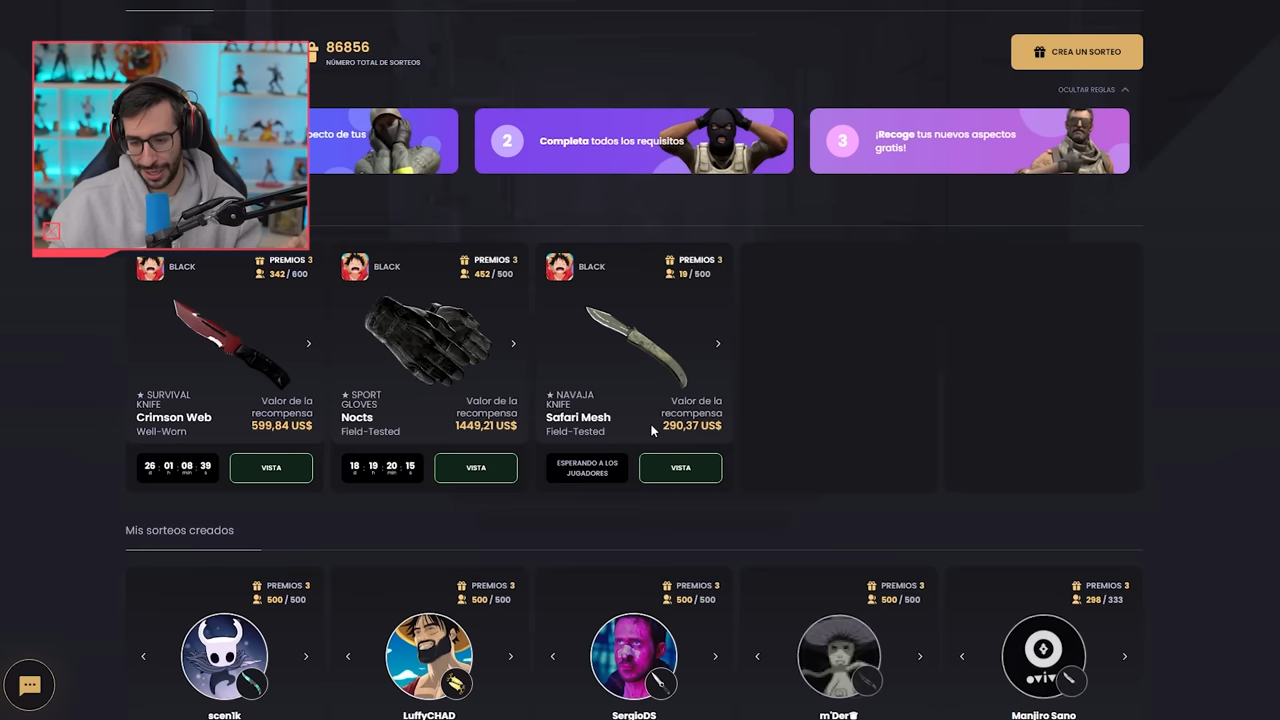 86856
NÚMERO TOTAL DE SORTEOS
CREA UN SORTEO
OCULTAR REGLAS
pecto de tus
2
Completa todos los requisitos
3
¡Recoge tus nuevos aspectos
gratis!
BLACK
PREMIOS 3
342 / 600
★ SURVIVAL
KNIFE
Crimson Web
Well-Worn
Valor de la
recompensa
599,84 US$
26 : 01 : 08 : 39
d h min s
VISTA
BLACK
PREMIOS 3
452 / 500
★ SPORT
GLOVES
Nocts
Field-Tested
Valor de la
recompensa
1449,21 US$
18 : 19 : 20 : 15
d h min s
VISTA
BLACK
PREMIOS 3
19 / 500
★ NAVAJA
KNIFE
Safari Mesh
Field-Tested
Valor de la
recompensa
290,37 US$
ESPERANDO A LOS
JUGADORES
VISTA
Mis sorteos creados
PREMIOS 3
500 / 500
scen1k
PREMIOS 3
500 / 500
LuffyCHAD
PREMIOS 3
500 / 500
SergioDS
PREMIOS 3
500 / 500
m'Der♛
PREMIOS 3
298 / 333
Manjiro Sano